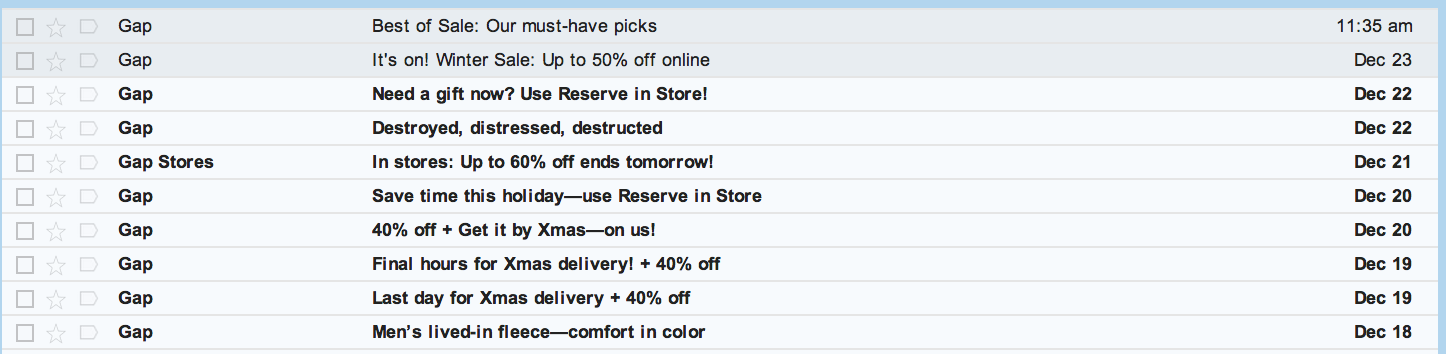 Gap Best of Sale: Our must-have picks 11:35 am
Gap It's on! Winter Sale: Up to 50% off online Dec 23
Gap Need a gift now? Use Reserve in Store! Dec 22
Gap Destroyed, distressed, destructed Dec 22
Gap Stores In stores: Up to 60% off ends tomorrow! Dec 21
Gap Save time this holiday—use Reserve in Store Dec 20
Gap 40% off + Get it by Xmas—on us! Dec 20
Gap Final hours for Xmas delivery! + 40% off Dec 19
Gap Last day for Xmas delivery + 40% off Dec 19
Gap Men’s lived-in fleece—comfort in color Dec 18